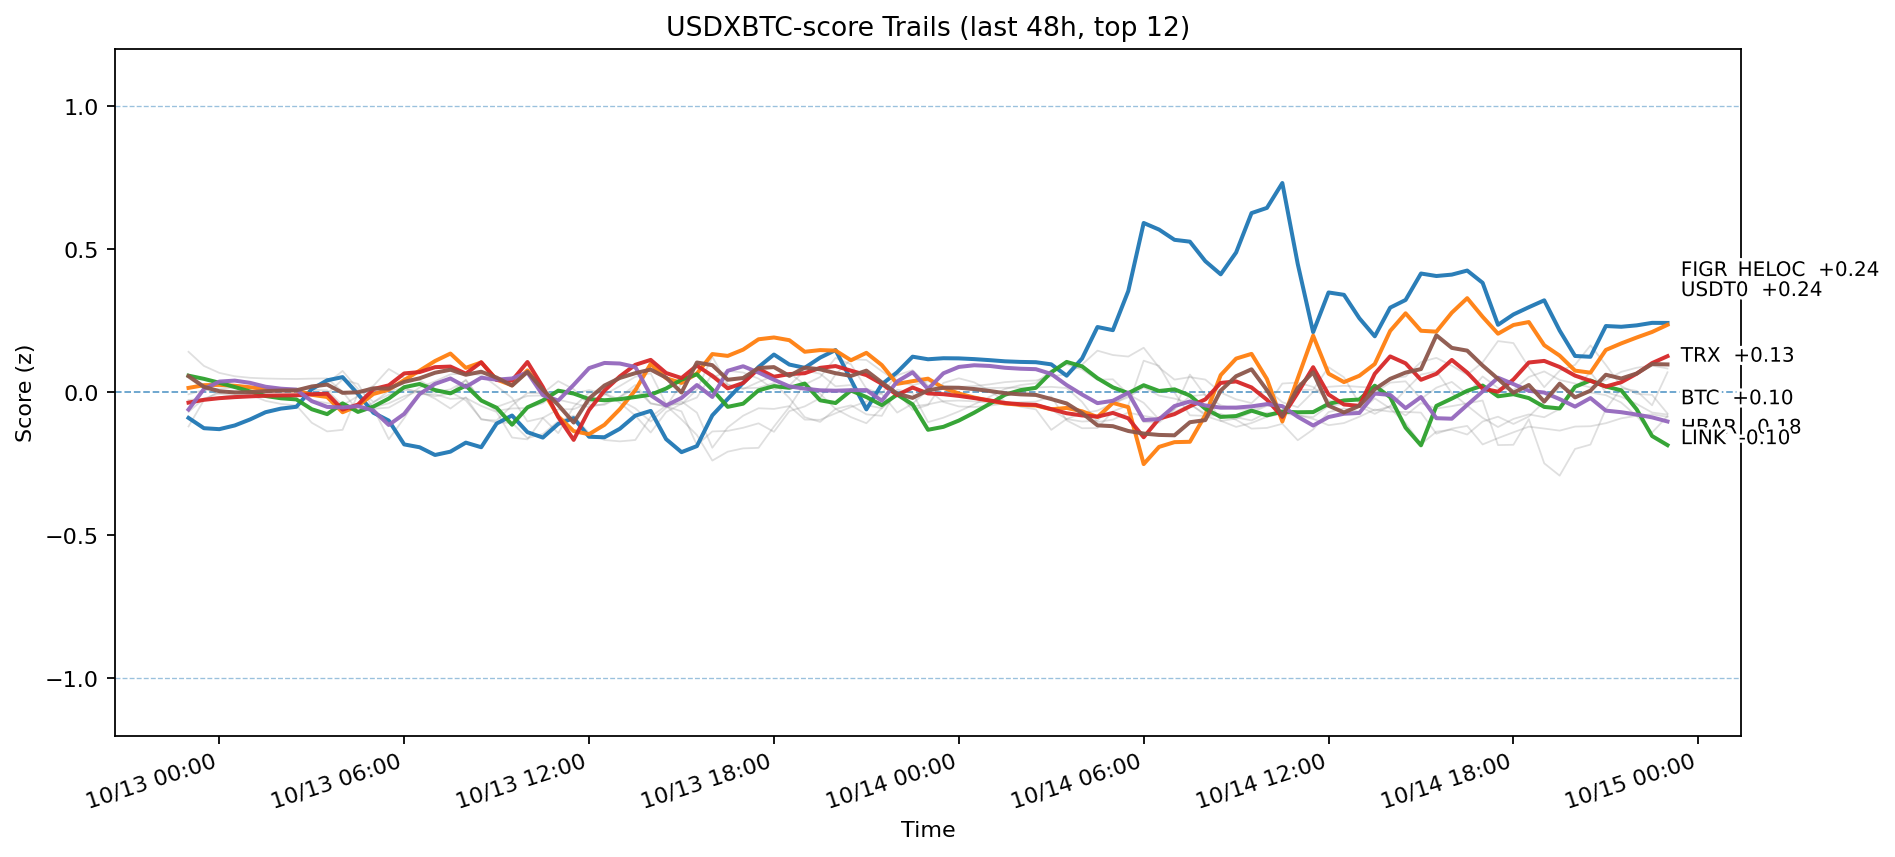 USDXBTC-score Trails (last 48h, top 12)
Score (z)
1.0
0.5
0.0
−0.5
−1.0
FIGR_HELOC +0.24
USDT0 +0.24
TRX +0.13
BTC +0.10
HBAR -0.18
LINK -0.10
10/13 00:00
10/13 06:00
10/13 12:00
10/13 18:00
10/14 00:00
10/14 06:00
10/14 12:00
10/14 18:00
10/15 00:00
Time